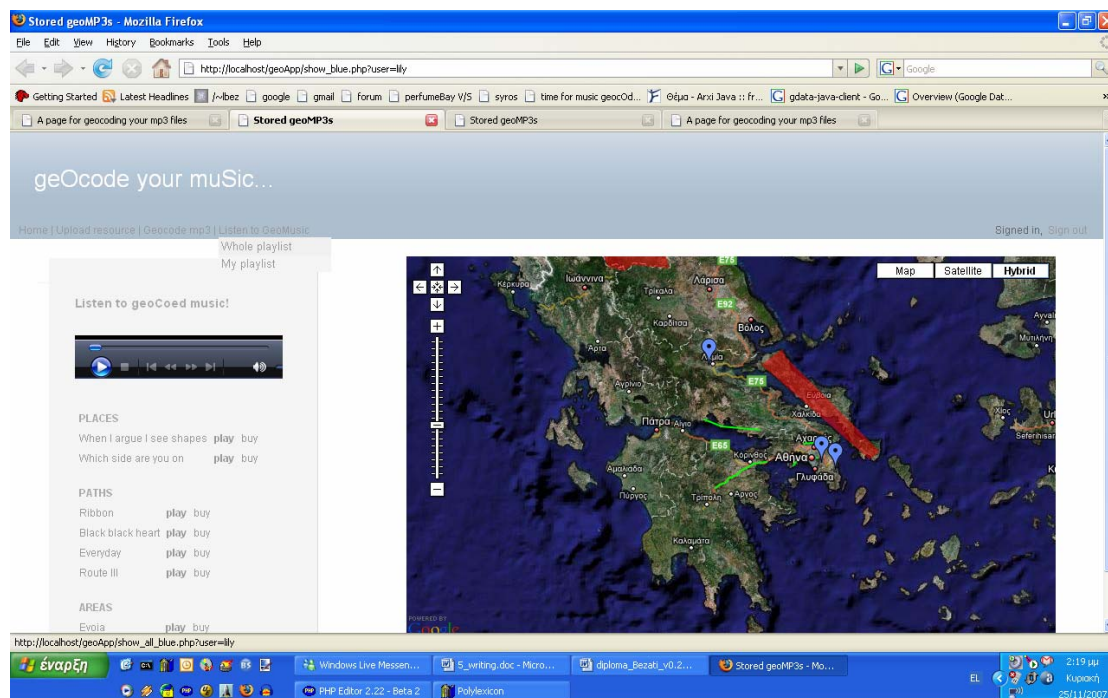 Stored geoMP3s - Mozilla Firefox
File Edit View History Bookmarks Tools Help
http://localhost/geoApp/show_blue.php?user=lily
Google
Getting Started Latest Headlines /~lbez google gmail forum perfumeBay V/S syros time for music geocOd... Θέμα - Arxi Java :: fr... gdata-java-client - Go... Overview (Google Dat...
A page for geocoding your mp3 files Stored geoMP3s Stored geoMP3s A page for geocoding your mp3 files
geOcode your muSic...
Home | Upload resource | Geocode mp3 | Listen to GeoMusic
Signed in, Sign out
Whole playlist
My playlist
Listen to geoCoed music!
PLACES
When I argue I see shapes play buy
Which side are you on play buy
PATHS
Ribbon play buy
Black black heart play buy
Everyday play buy
Route III play buy
AREAS
Evoia play buy
Map Satellite Hybrid
E75
Κέρκυρα
Ιωάννινα
Τρίκαλα
Λάρισα
E92
Καρδίτσα
Βόλος
Άρτα
Λαμία
Μυτιλήνη
Αγρίνιο
E75
Εύβοια
Χαλκίδα
Χίος
Πάτρα
Αίγιο
E65
Κόρινθος
Αθήνα
Γλυφάδα
Seferihisar
Αμαλιάδα
Πύργος
Τρίπολη
Άργος
Καλαμάτα
POWERED BY
Google
http://localhost/geoApp/show_all_blue.php?user=lily
έναρξη
Windows Live Messen...
5_writing.doc - Micro...
diploma_Bezati_v0.2...
Stored geoMP3s - Mo...
PHP Editor 2.22 - Beta 2
Polylexicon
EL
2:19 μμ
Κυριακή
25/11/2007